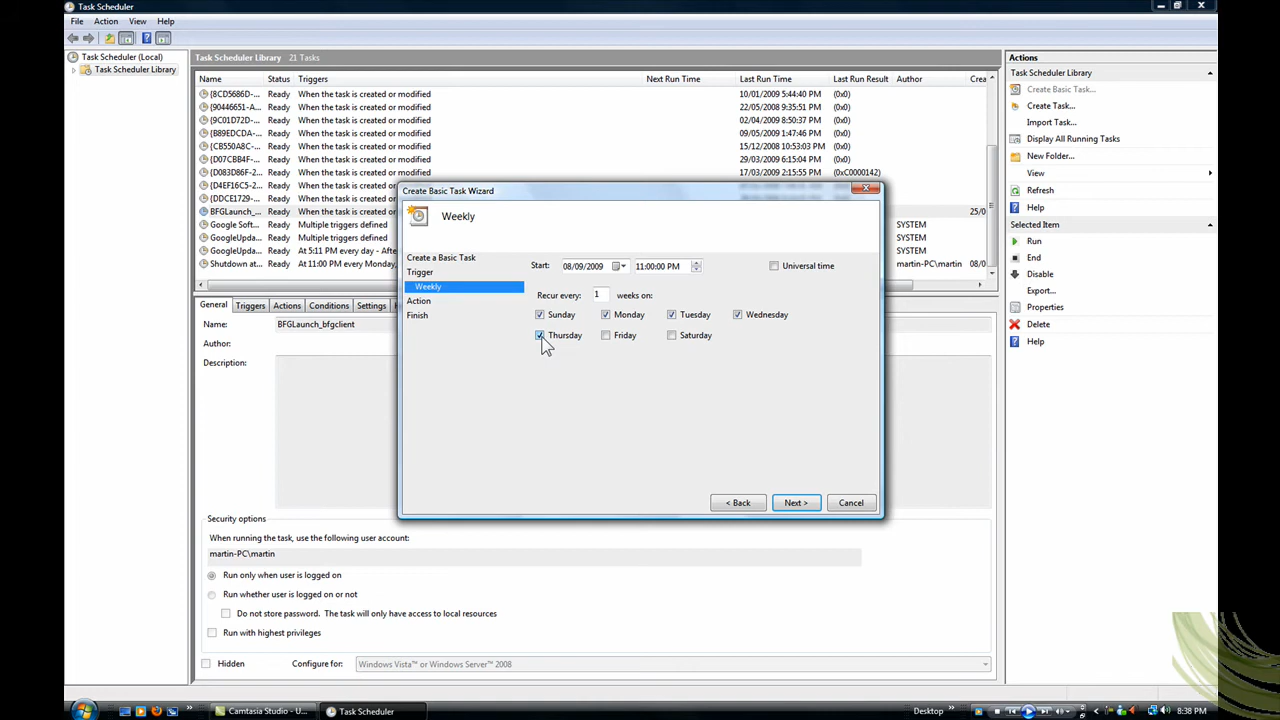 Task Scheduler
File Action View Help
Task Scheduler (Local)
Task Scheduler Library
Task Scheduler Library 21 Tasks
Name Status Triggers Next Run Time Last Run Time Last Run Result Author Crea
{8CD5686D-... Ready When the task is created or modified 10/01/2009 5:44:40 PM (0x0)
{90446651-A... Ready When the task is created or modified 22/05/2008 9:35:51 PM (0x0)
{9C01D72D-... Ready When the task is created or modified 02/04/2009 8:50:37 PM (0x0)
{B89EDCDA-... Ready When the task is created or modified 09/05/2009 1:47:46 PM (0x0)
{CB550A8C-... Ready When the task is created or modified 15/12/2008 10:53:03 PM (0x0)
{D07CBB4F-... Ready When the task is created or modified 29/03/2009 6:15:04 PM (0x0)
{D083D86F-... Ready When the task is created or modified 17/03/2009 2:15:55 PM (0xC0000142)
{D4EF16C5-... Ready When the task is created or modified
{DDCE1729-... Ready When the task is created or modified
BFGLaunch_... Ready When the task is created or modified 25/0
Google Soft... Ready Multiple triggers defined SYSTEM
GoogleUpda... Ready Multiple triggers defined SYSTEM
GoogleUpda... Ready At 5:11 PM every day - After SYSTEM
Shutdown at... Ready At 11:00 PM every Monday, martin-PC\martin 08/0
General Triggers Actions Conditions Settings
Name: BFGLaunch_bfgclient
Author:
Description:
Security options
When running the task, use the following user account:
martin-PC\martin
Run only when user is logged on
Run whether user is logged on or not
Do not store password. The task will only have access to local resources
Run with highest privileges
Hidden Configure for: Windows Vista™ or Windows Server™ 2008
Create Basic Task Wizard
Weekly
Create a Basic Task
Trigger
Weekly
Action
Finish
Start: 08/09/2009 11:00:00 PM Universal time
Recur every: 1 weeks on:
Sunday Monday Tuesday Wednesday
Thursday Friday Saturday
< Back Next > Cancel
Actions
Task Scheduler Library
Create Basic Task...
Create Task...
Import Task...
Display All Running Tasks
New Folder...
View
Refresh
Help
Selected Item
Run
End
Disable
Export...
Properties
Delete
Help
Camtasia Studio - U... Task Scheduler Desktop 8:38 PM